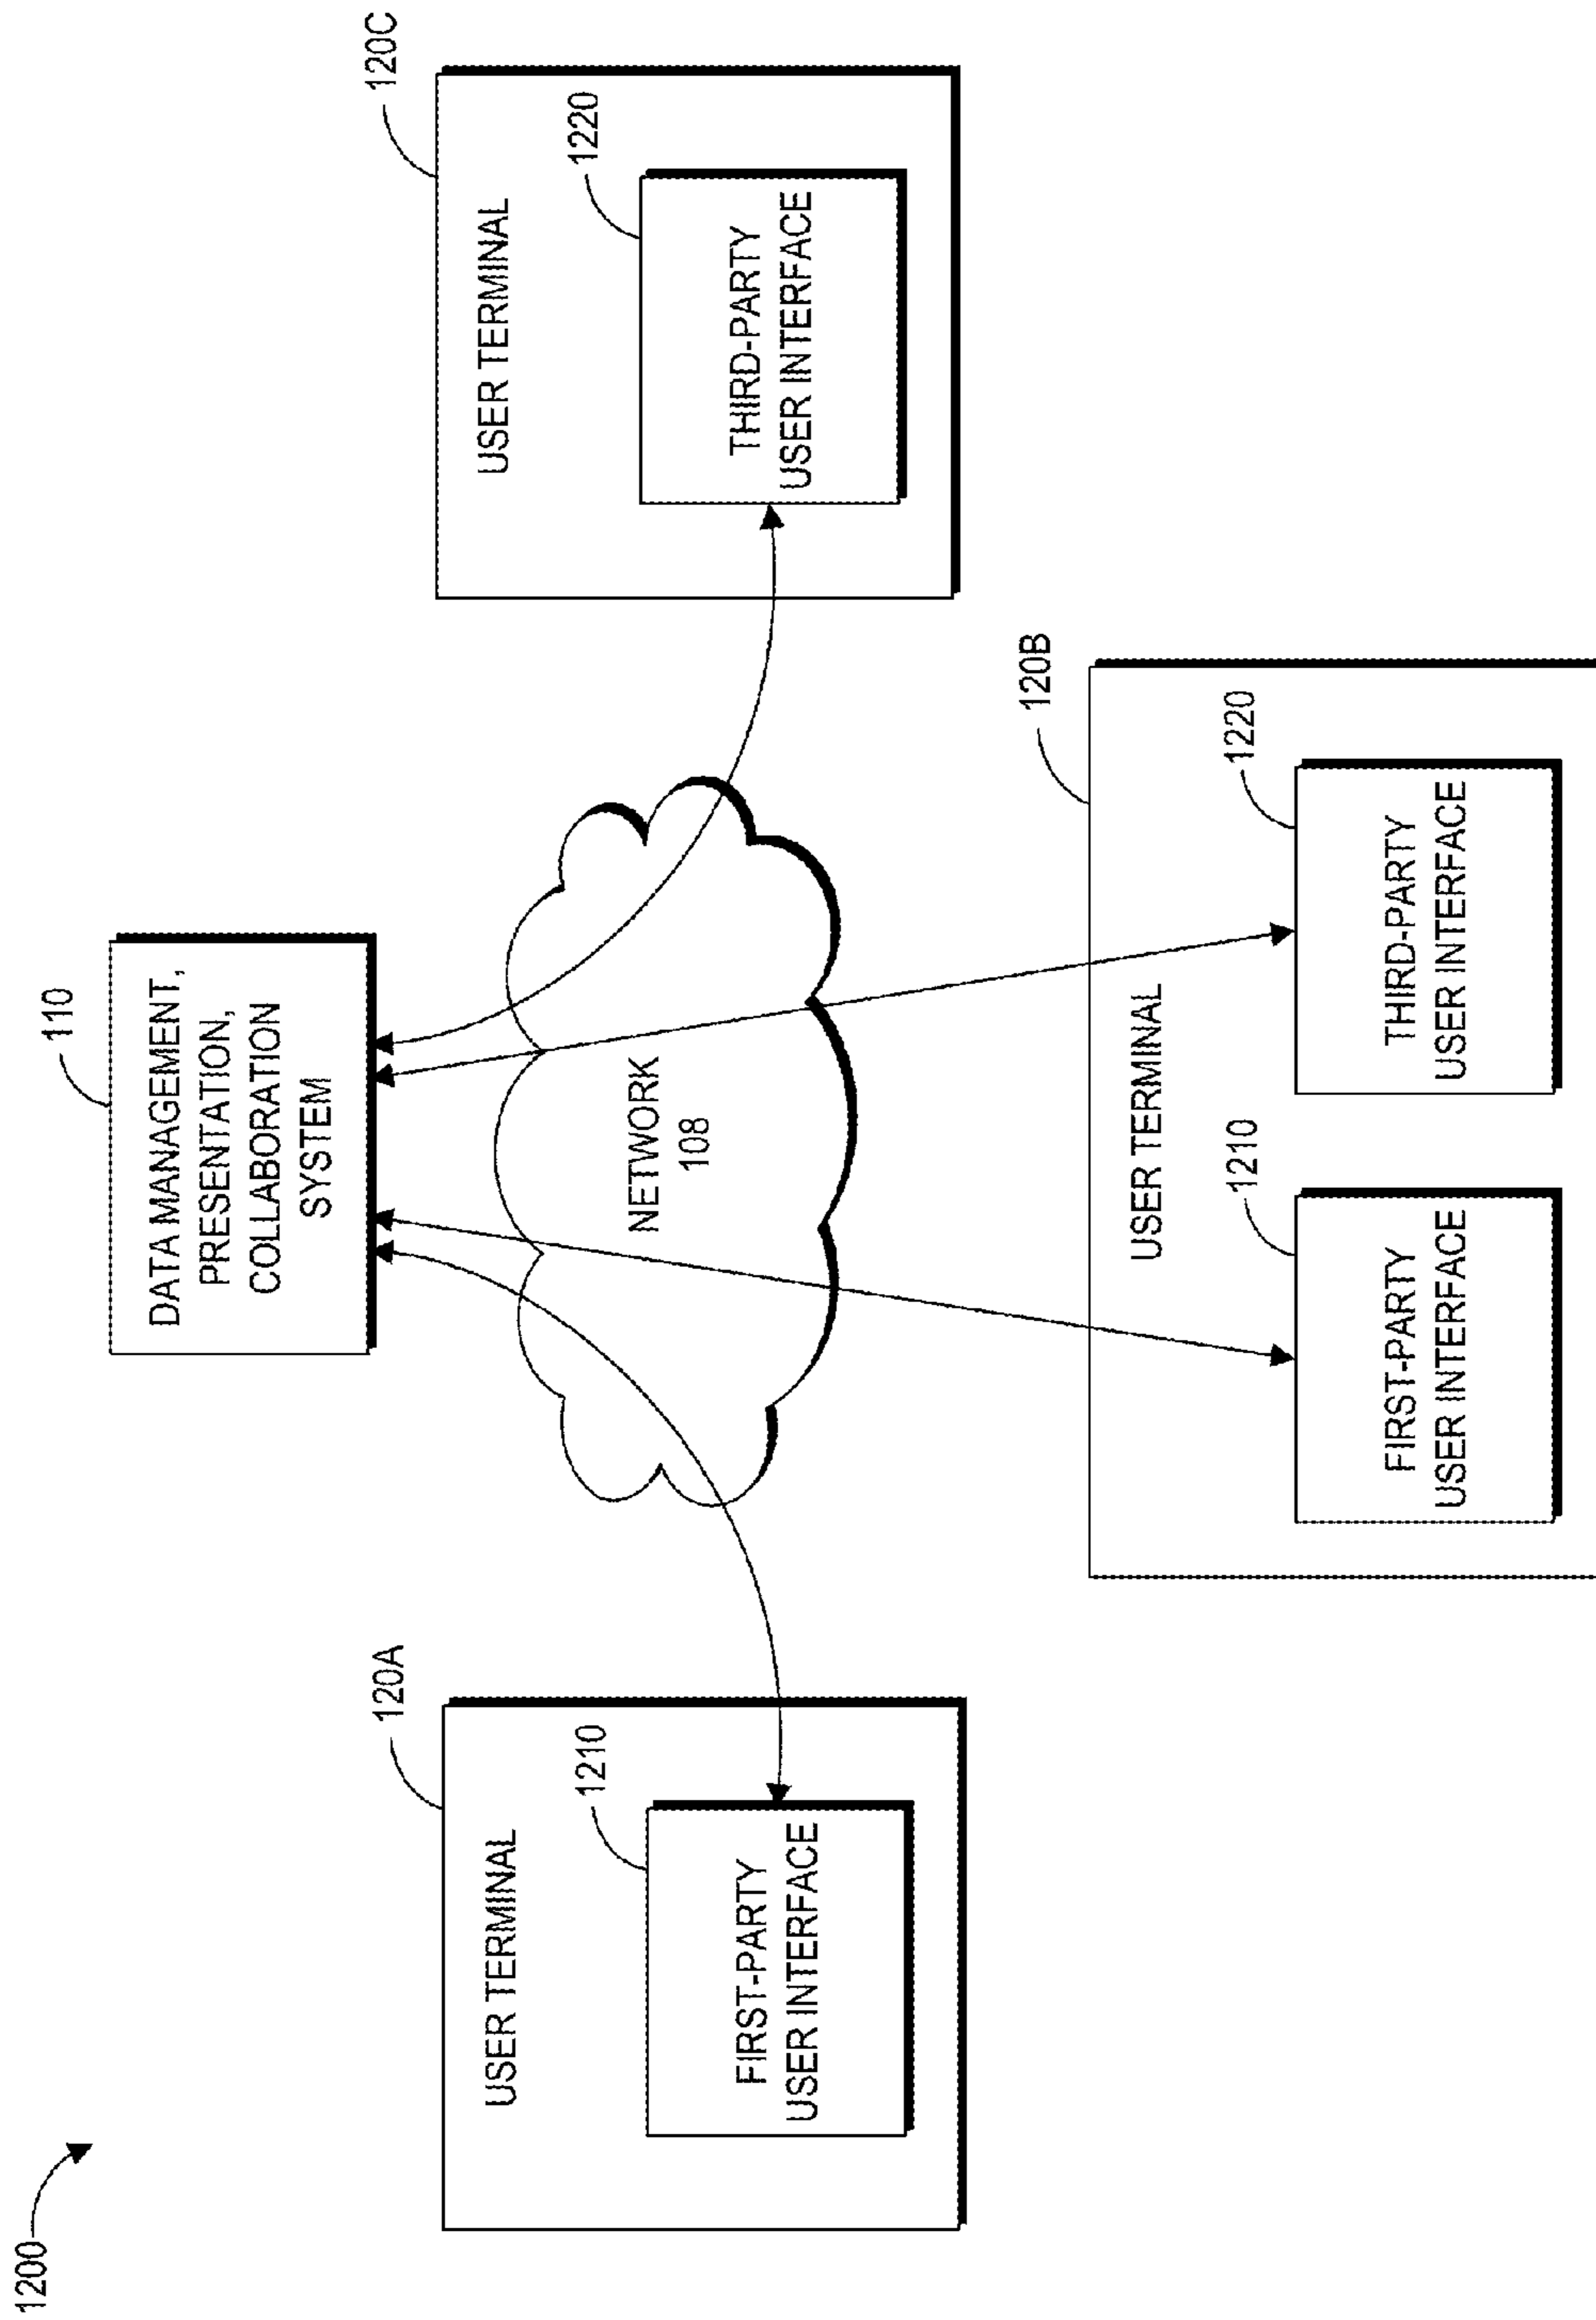 1200
110
DATA MANAGEMENT,
PRESENTATION,
COLLABORATION
SYSTEM
120A
USER TERMINAL
1210
FIRST-PARTY
USER INTERFACE
NETWORK
108
120C
USER TERMINAL
1220
THIRD-PARTY
USER INTERFACE
120B
USER TERMINAL
1210
FIRST-PARTY
USER INTERFACE
1220
THIRD-PARTY
USER INTERFACE